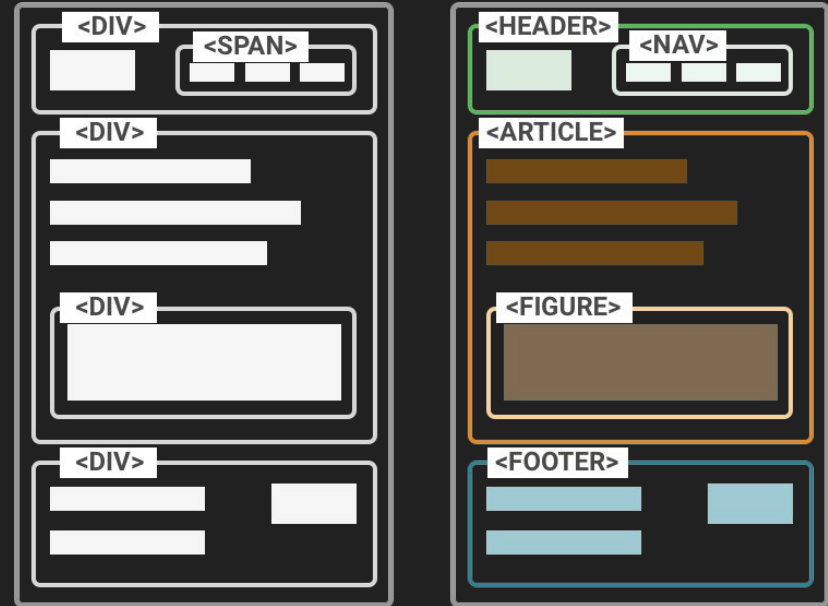 <DIV>
<SPAN>
<DIV>
<DIV>
<DIV>
<HEADER>
<NAV>
<ARTICLE>
<FIGURE>
<FOOTER>